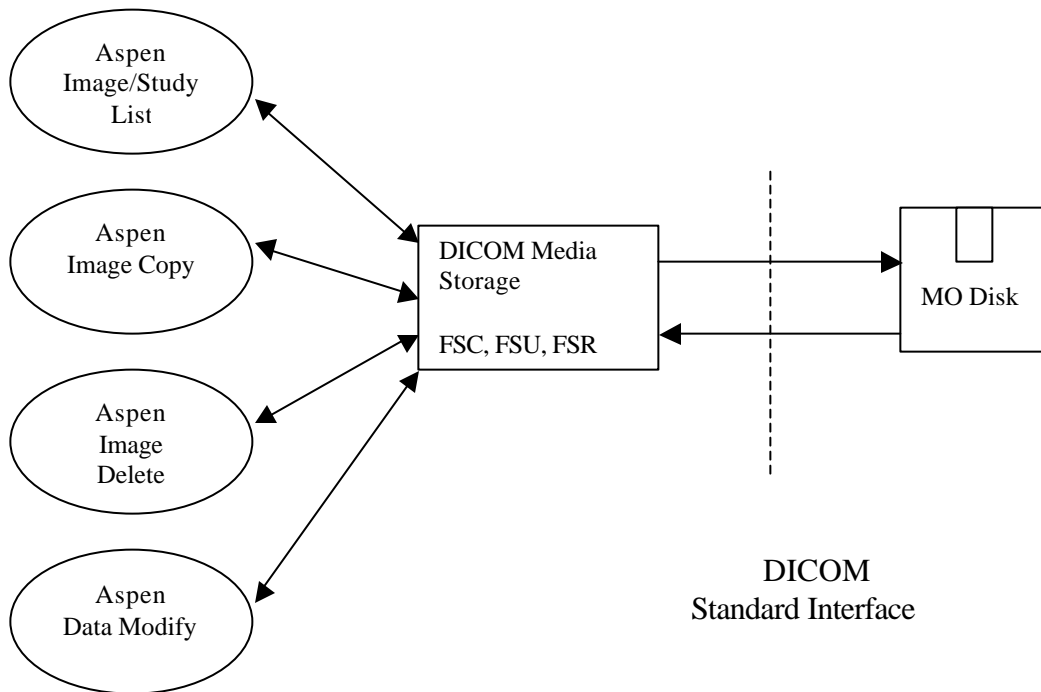 Aspen
Image/Study
List
Aspen
Image Copy
Aspen
Image
Delete
Aspen
Data Modify
DICOM Media
Storage
FSC, FSU, FSR
MO Disk
DICOM
Standard Interface